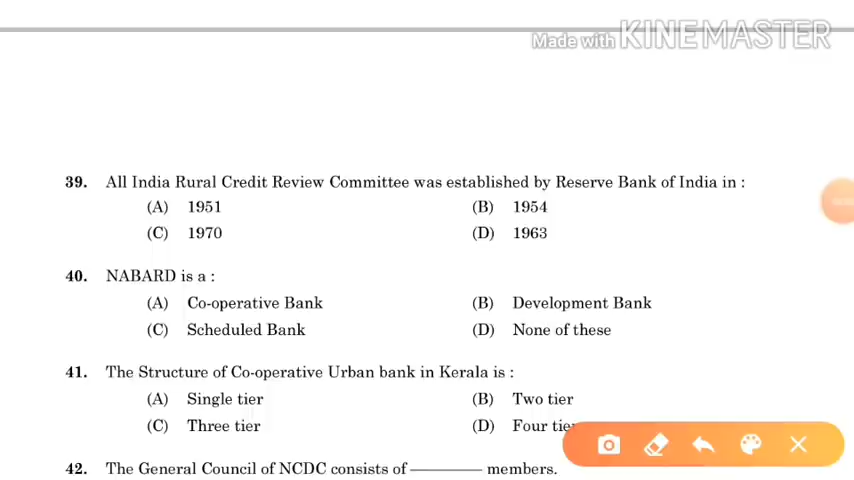 Made with KINEMASTER
39. All India Rural Credit Review Committee was established by Reserve Bank of India in :
(A) 1951 (B) 1954
(C) 1970 (D) 1963
40. NABARD is a :
(A) Co-operative Bank (B) Development Bank
(C) Scheduled Bank (D) None of these
41. The Structure of Co-operative Urban bank in Kerala is :
(A) Single tier (B) Two tier
(C) Three tier (D) Four tier
42. The General Council of NCDC consists of ———— members.